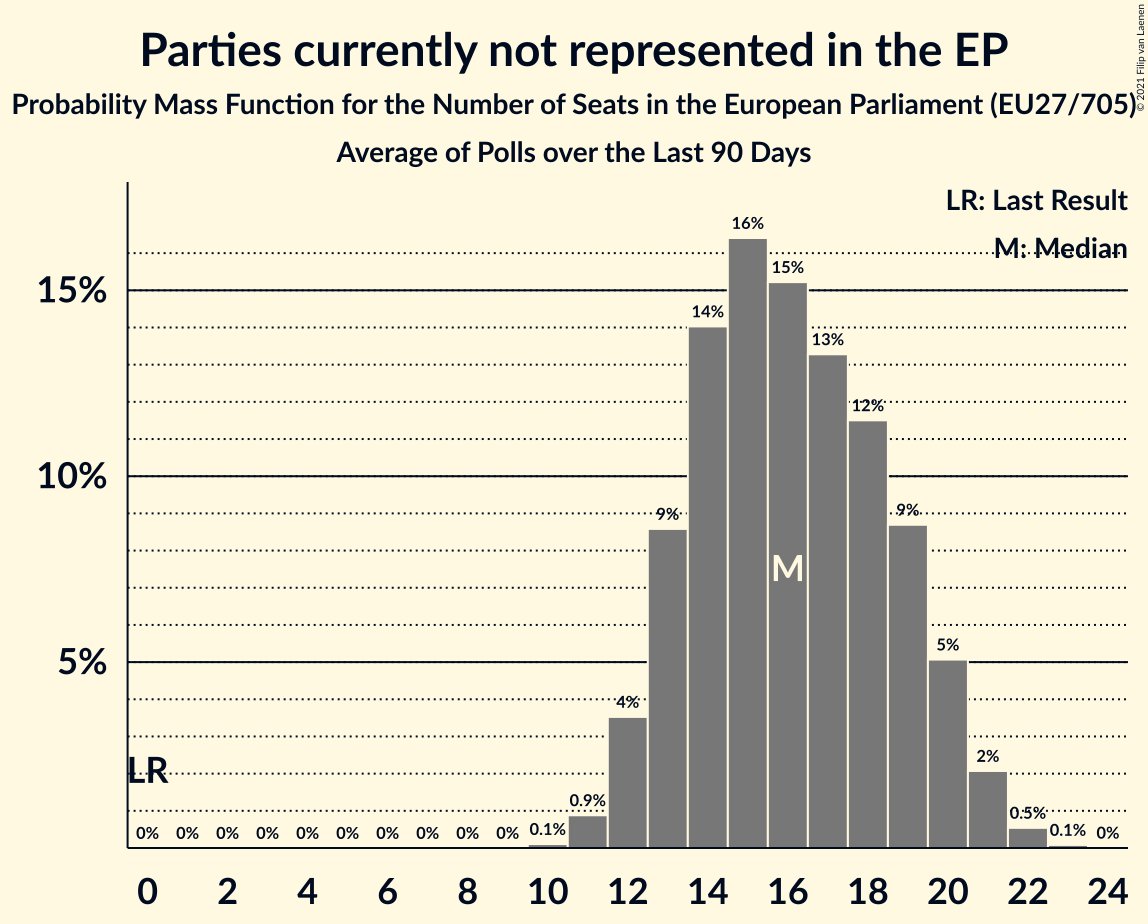 Parties currently not represented in the EP
Probability Mass Function for the Number of Seats in the European Parliament (EU27/705)
Average of Polls over the Last 90 Days
© 2021 Filip van Laenen
LR: Last Result
M: Median
15%
10%
5%
16%
15%
14%
13%
12%
9%
9%
M
5%
4%
LR
2%
0% 0% 0% 0% 0% 0% 0% 0% 0% 0% 0.1% 0.9% 0.5% 0.1% 0%
0 2 4 6 8 10 12 14 16 18 20 22 24